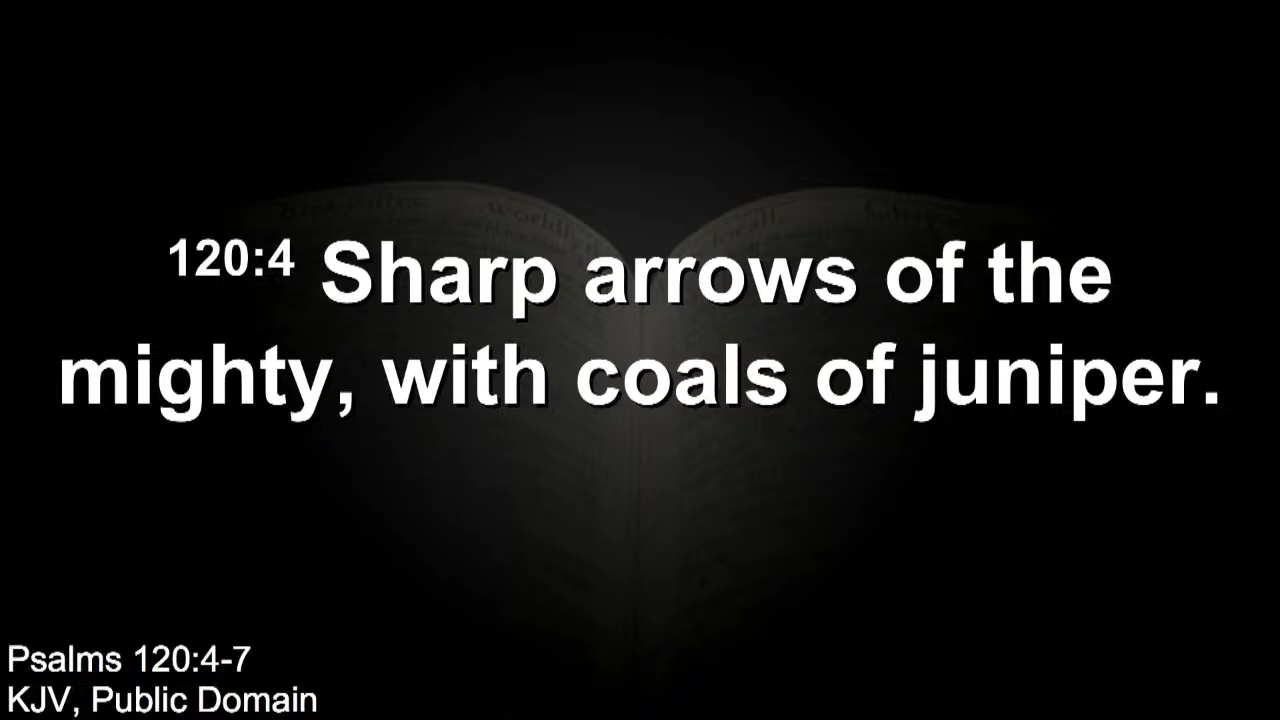 120:4 Sharp arrows of the
mighty, with coals of juniper.
Psalms 120:4-7
KJV, Public Domain